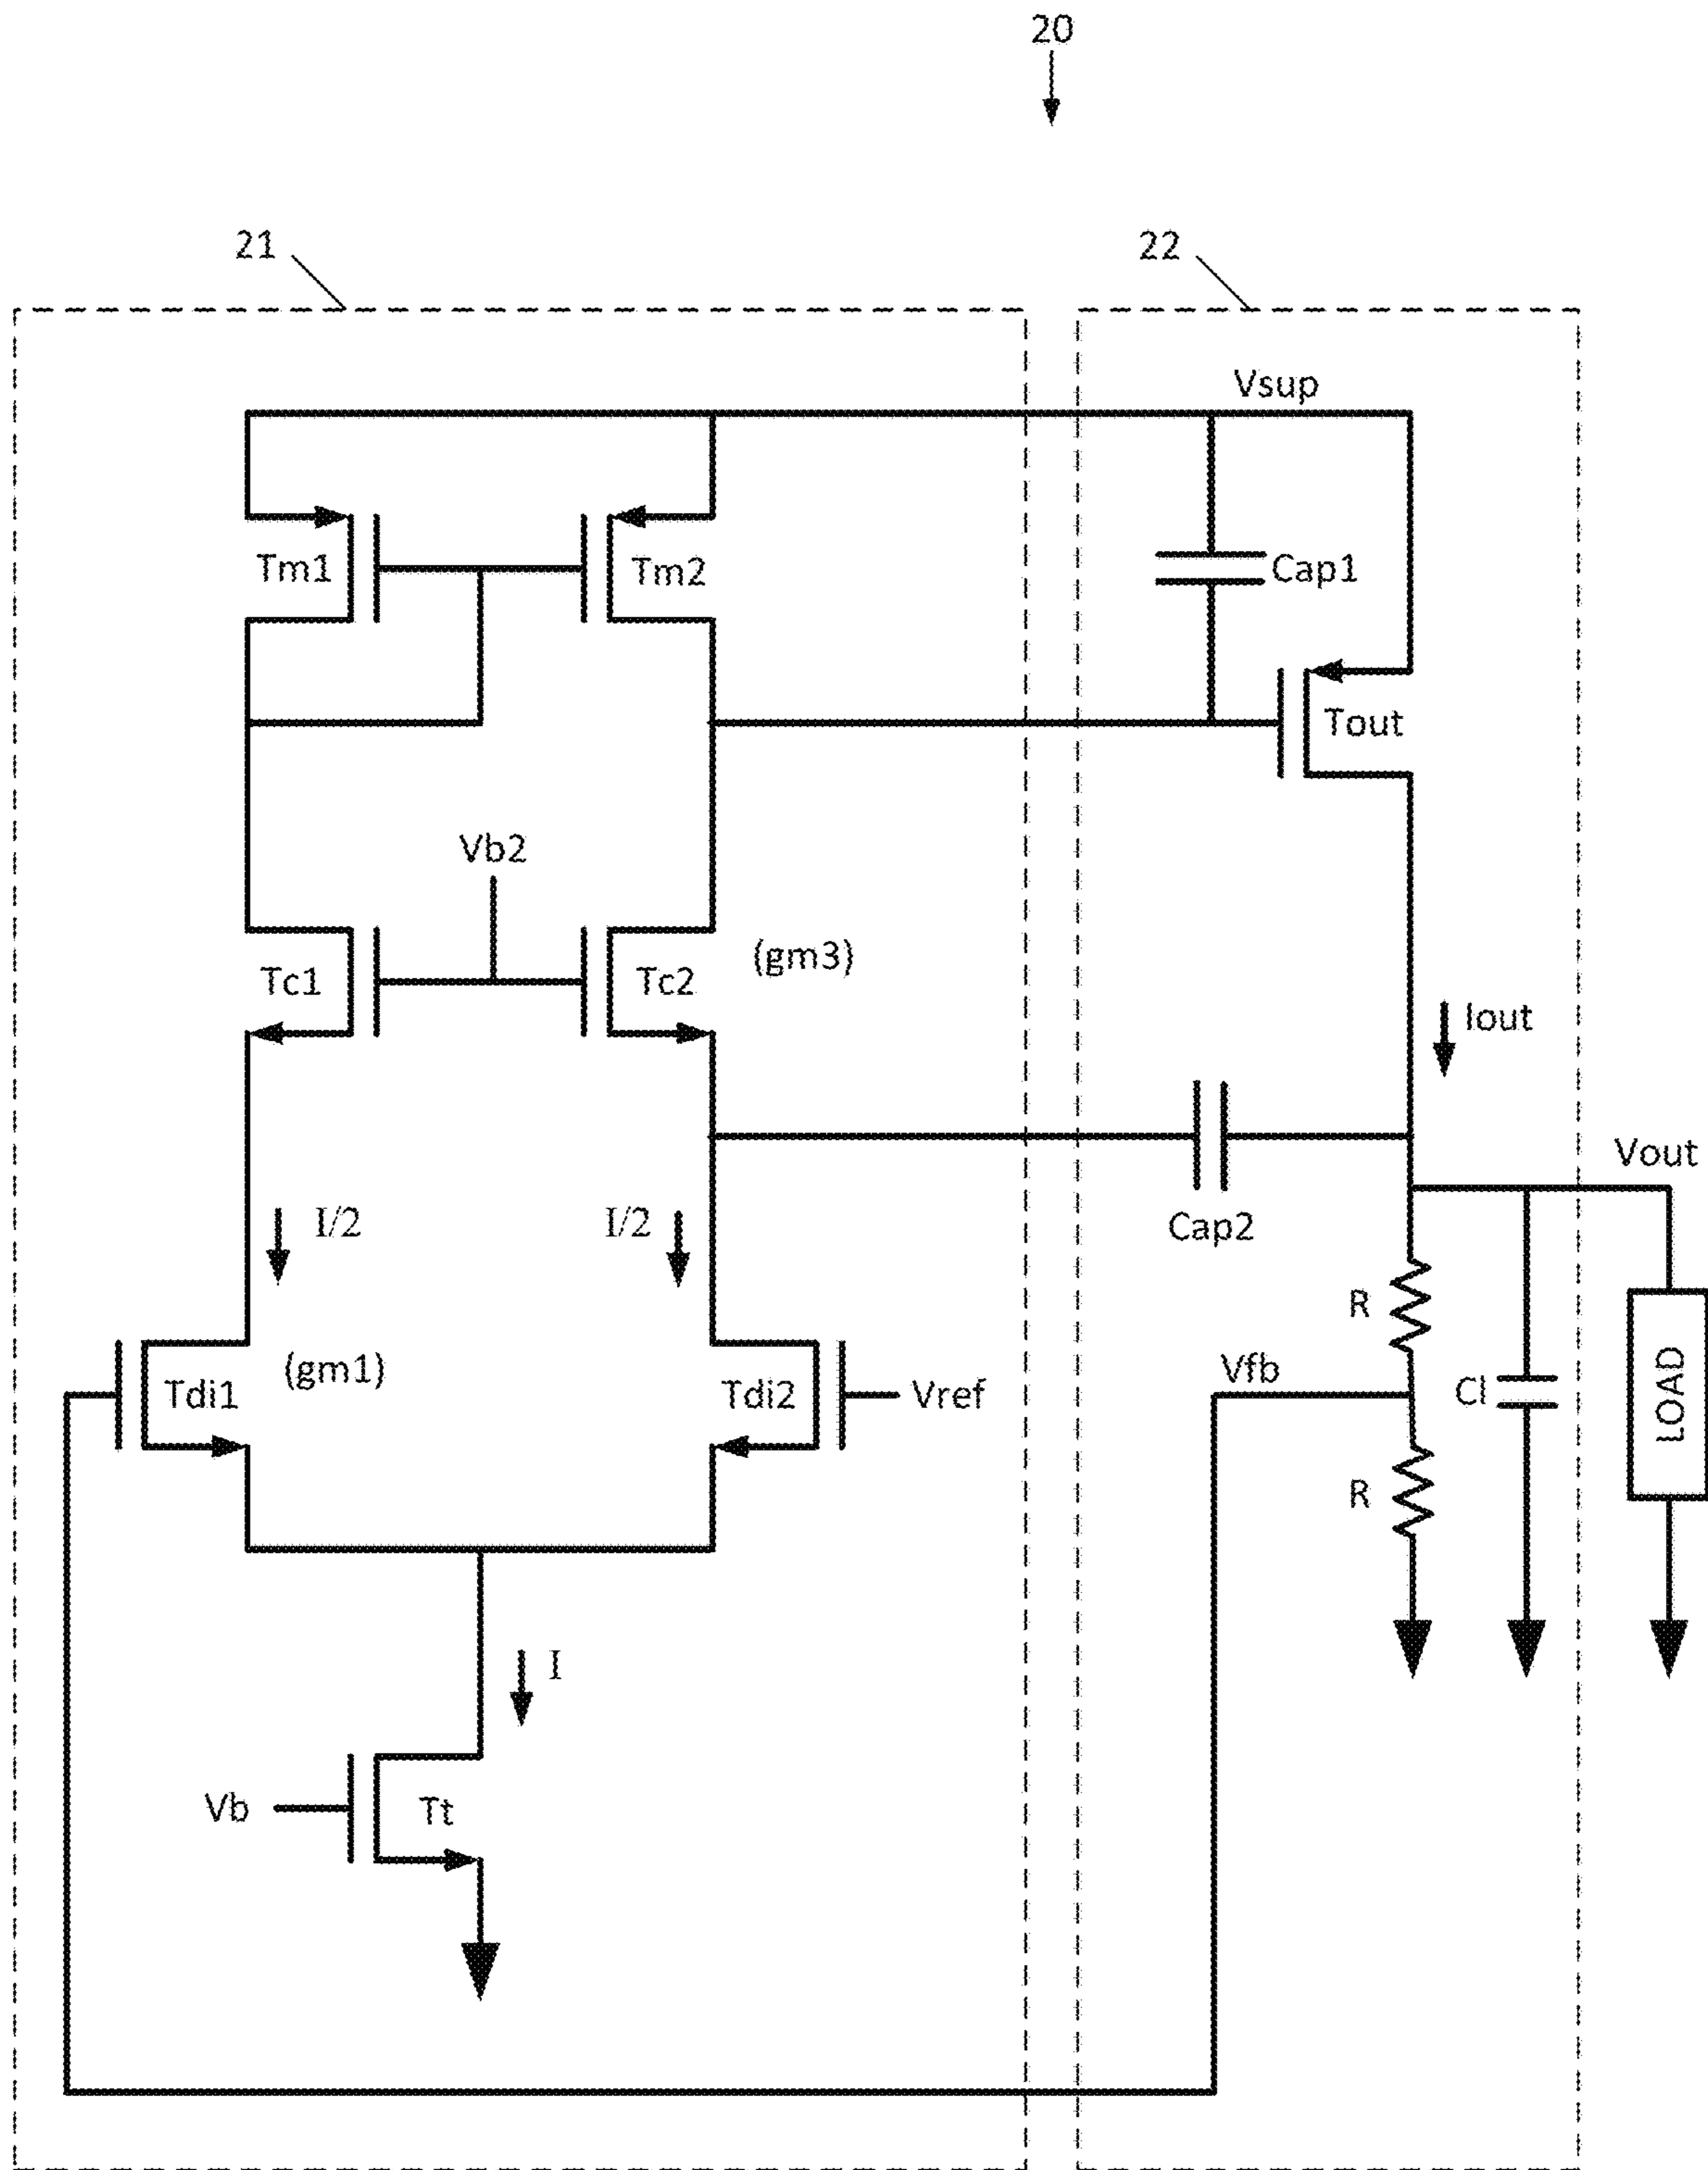 20
21
22
Vsup
Tm1
Tm2
Cap1
Tout
Vb2
Tc1
Tc2
(gm3)
Iout
Vout
Cap2
I/2
I/2
R
(gm1)
Tdi1
Tdi2
Vref
Vfb
Cl
LOAD
R
I
Vb
Tt